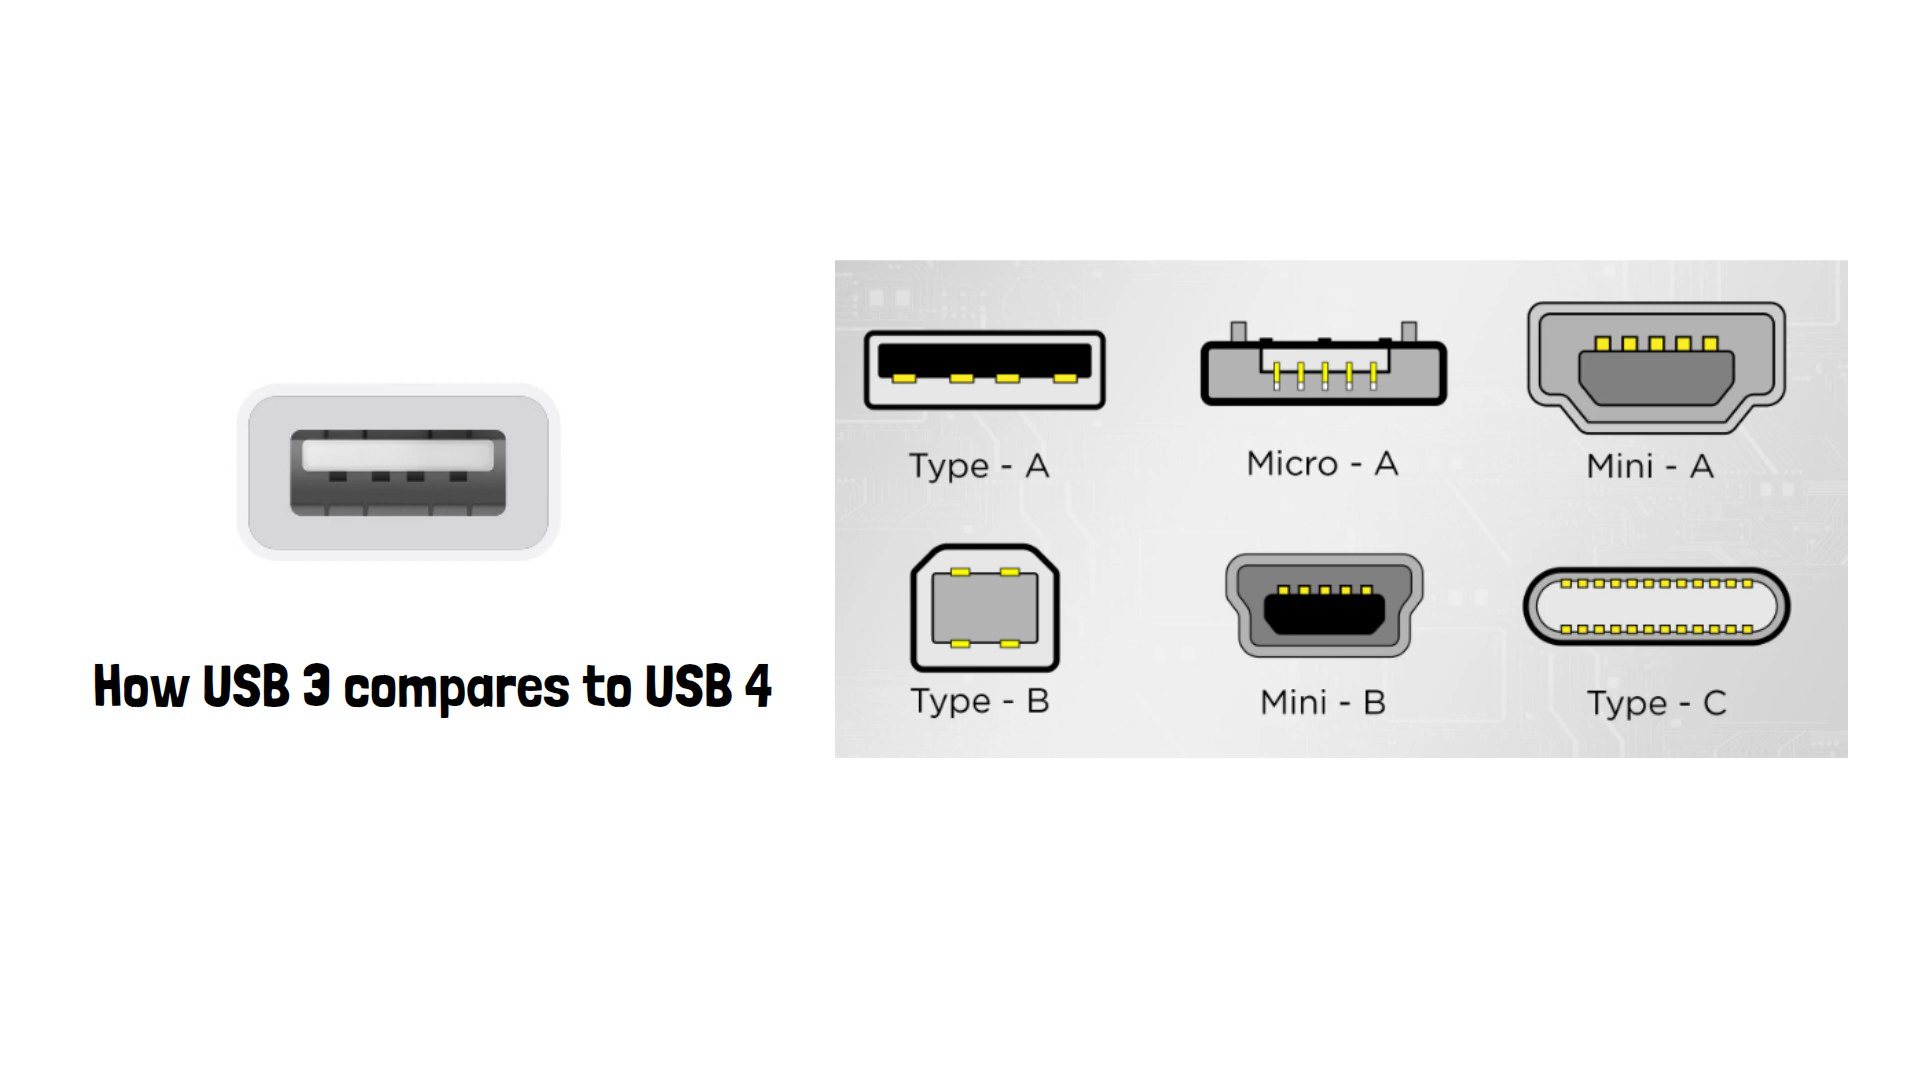 How USB 3 compares to USB 4
Type - A
Micro - A
Mini - A
Type - B
Mini - B
Type - C